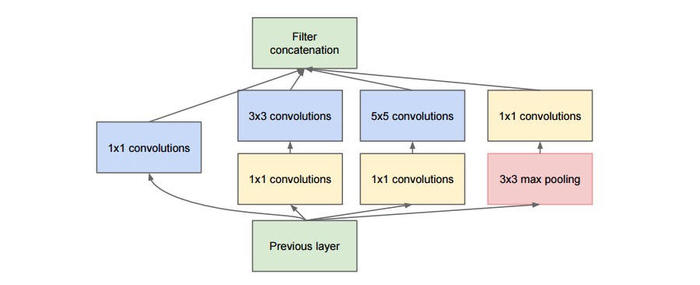 Filter
concatenation
3x3 convolutions
5x5 convolutions
1x1 convolutions
1x1 convolutions
1x1 convolutions
1x1 convolutions
3x3 max pooling
Previous layer